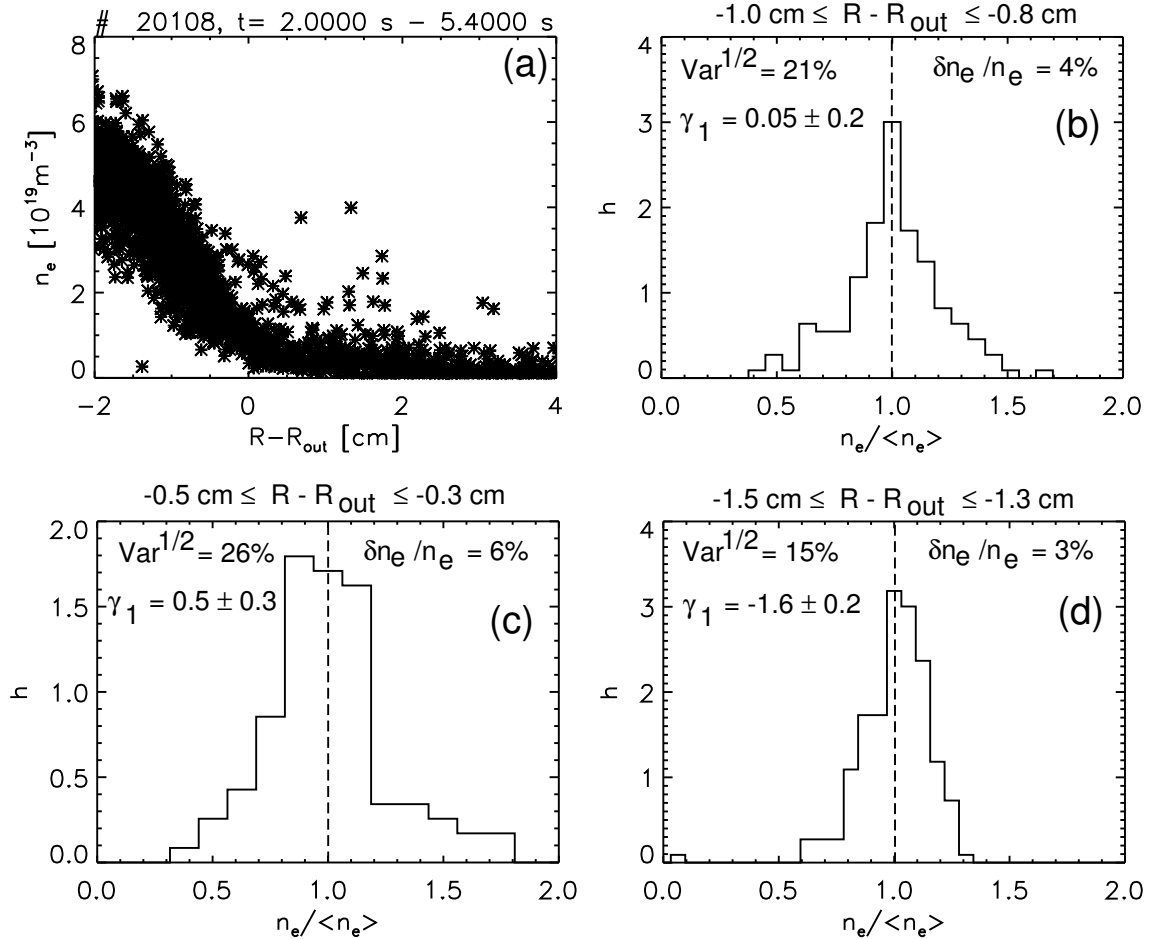 # 20108, t= 2.0000 s − 5.4000 s
(a)
8
6
4
2
0
n_e [10^19 m^−3]
−2 0 2 4
R−R_out [cm]
-1.0 cm ≤ R - R_out ≤ -0.8 cm
Var^1/2 = 21% δn_e /n_e = 4%
γ_1 = 0.05 ± 0.2
(b)
4
3
2
1
0
h
0.0 0.5 1.0 1.5 2.0
n_e/<n_e>
-0.5 cm ≤ R - R_out ≤ -0.3 cm
Var^1/2 = 26% δn_e /n_e = 6%
γ_1 = 0.5 ± 0.3
(c)
2.0
1.5
1.0
0.5
0.0
h
0.0 0.5 1.0 1.5 2.0
n_e/<n_e>
-1.5 cm ≤ R - R_out ≤ -1.3 cm
Var^1/2 = 15% δn_e /n_e = 3%
γ_1 = -1.6 ± 0.2
(d)
4
3
2
1
0
h
0.0 0.5 1.0 1.5 2.0
n_e/<n_e>